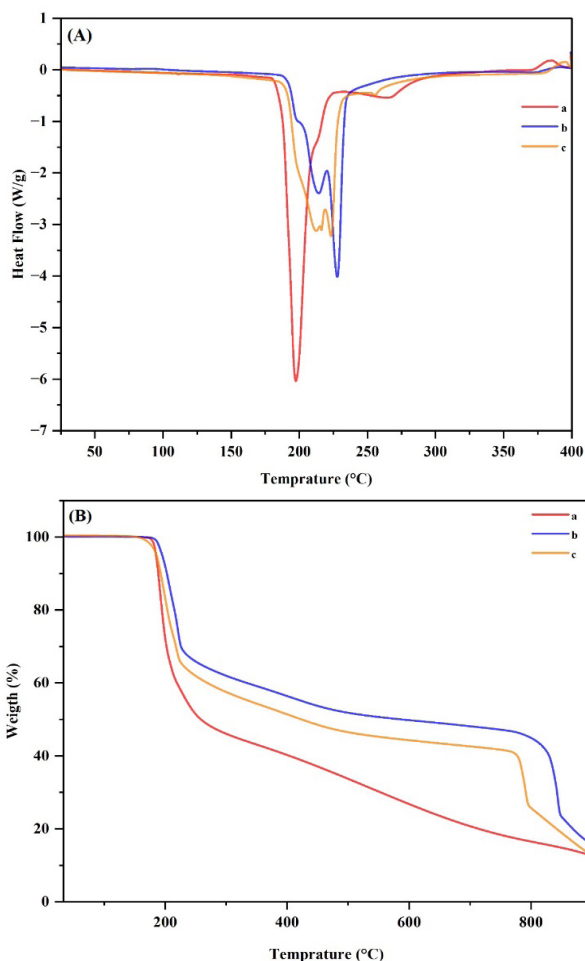 (A)
1
0
−1
−2
−3
−4
−5
−6
−7
Heat Flow (W/g)
a
b
c
50 100 150 200 250 300 350 400
Temprature (°C)
(B)
100
80
60
40
20
0
Weigth (%)
a
b
c
200 400 600 800
Temprature (°C)